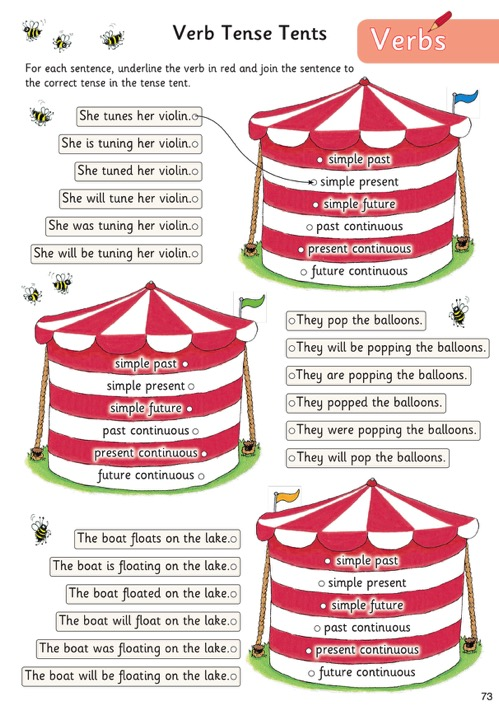 Verb Tense Tents
Verbs
For each sentence, underline the verb in red and join the sentence to
the correct tense in the tense tent.
She tunes her violin.
She is tuning her violin.
She tuned her violin.
She will tune her violin.
She was tuning her violin.
She will be tuning her violin.
simple past
simple present
simple future
past continuous
present continuous
future continuous
simple past
simple present
simple future
past continuous
present continuous
future continuous
They pop the balloons.
They will be popping the balloons.
They are popping the balloons.
They popped the balloons.
They were popping the balloons.
They will pop the balloons.
The boat floats on the lake.
The boat is floating on the lake.
The boat floated on the lake.
The boat will float on the lake.
The boat was floating on the lake.
The boat will be floating on the lake.
simple past
simple present
simple future
past continuous
present continuous
future continuous
73